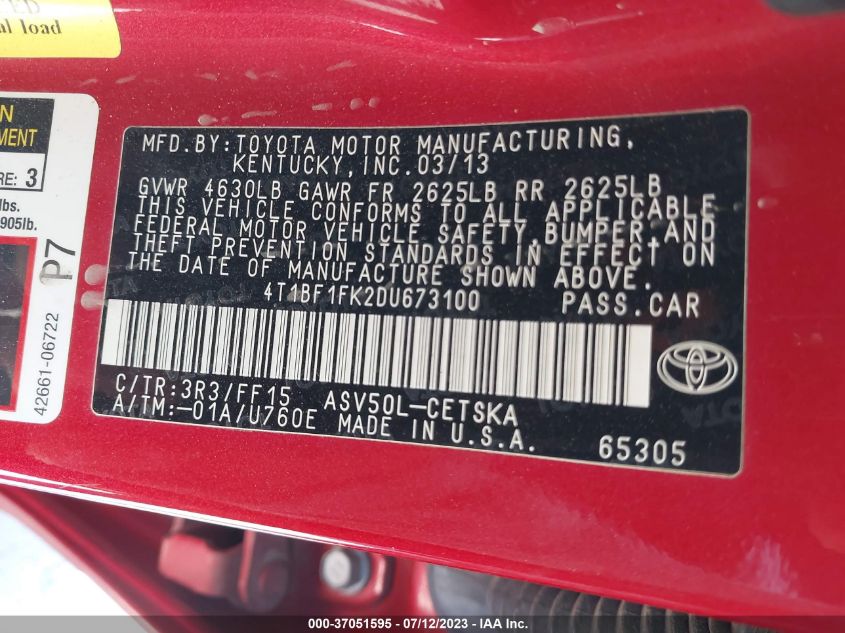 al load
N
MENT
RE: 3
lbs.
905lb.
P7
42661-06722
MFD.BY:TOYOTA MOTOR MANUFACTURING,
KENTUCKY,INC.03/13
GVWR 4630LB GAWR FR 2625LB RR 2625LB
THIS VEHICLE CONFORMS TO ALL APPLICABLE
FEDERAL MOTOR VEHICLE SAFETY,BUMPER,AND
THEFT PREVENTION STANDARDS IN EFFECT ON
THE DATE OF MANUFACTURE SHOWN ABOVE.
4T1BF1FK2DU673100 PASS.CAR
C/TR:3R3/FF15 ASV50L-CETSKA
A/TM:-01A/U760E MADE IN U.S.A.
65305
000-37051595 - 07/12/2023 - IAA Inc.